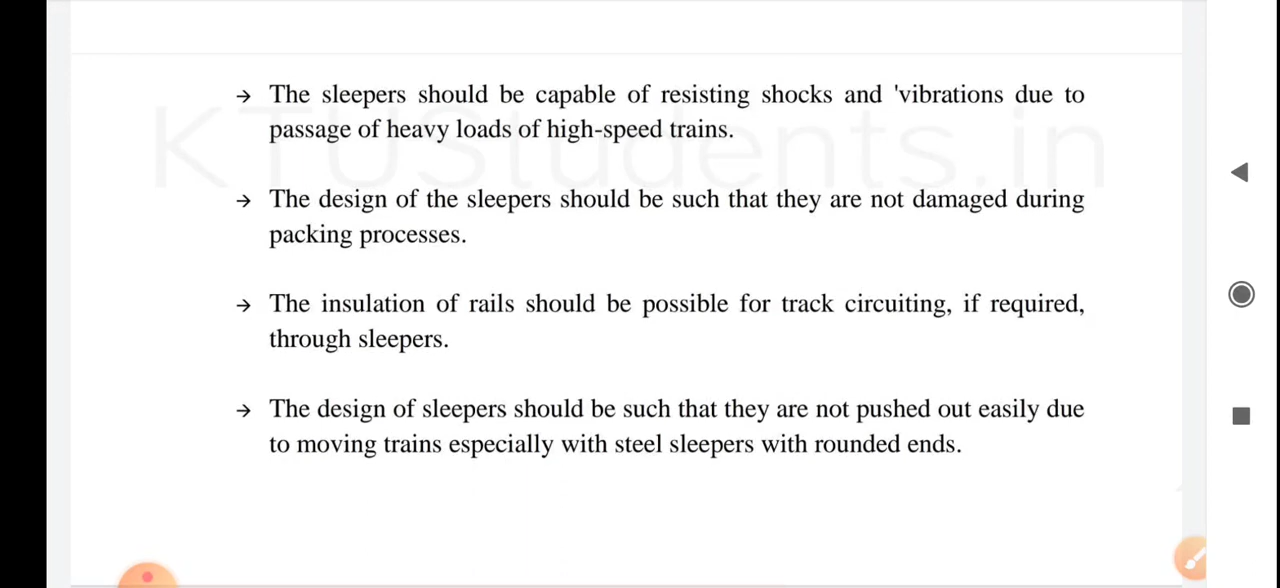 → The sleepers should be capable of resisting shocks and 'vibrations due to
passage of heavy loads of high-speed trains.
→ The design of the sleepers should be such that they are not damaged during
packing processes.
→ The insulation of rails should be possible for track circuiting, if required,
through sleepers.
→ The design of sleepers should be such that they are not pushed out easily due
to moving trains especially with steel sleepers with rounded ends.
KTUStudents.in